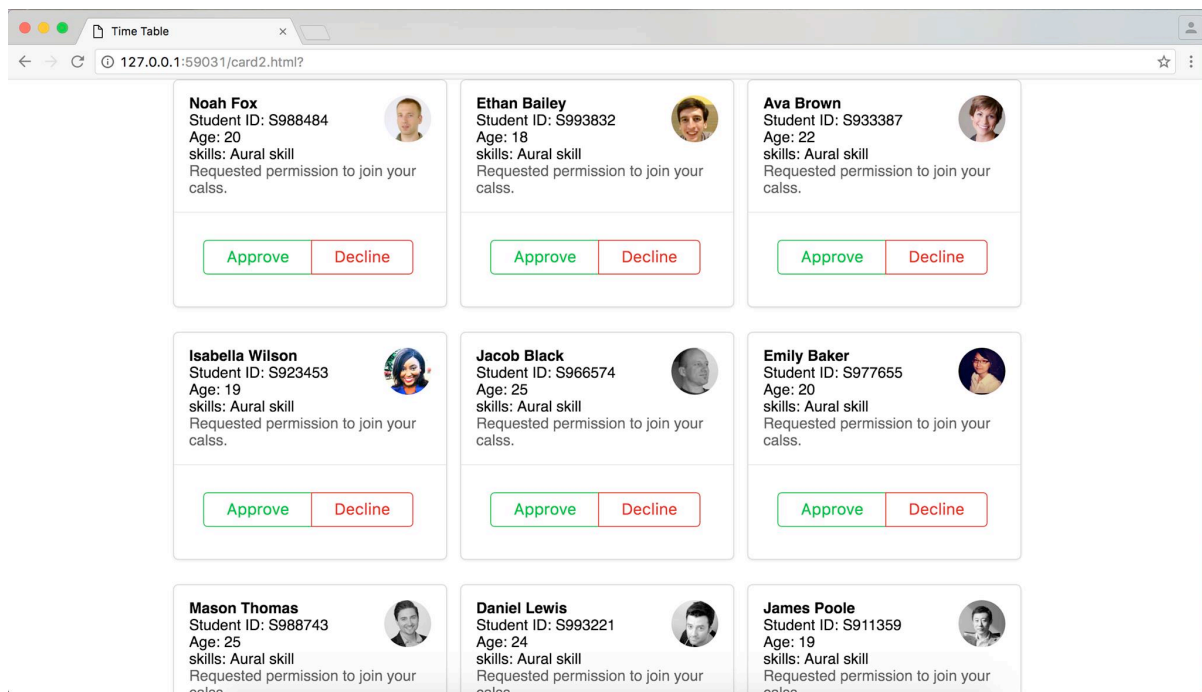 Time Table
127.0.0.1:59031/card2.html?
Noah Fox
Student ID: S988484
Age: 20
skills: Aural skill
Requested permission to join your
calss.
Approve Decline
Ethan Bailey
Student ID: S993832
Age: 18
skills: Aural skill
Requested permission to join your
calss.
Approve Decline
Ava Brown
Student ID: S933387
Age: 22
skills: Aural skill
Requested permission to join your
calss.
Approve Decline
Isabella Wilson
Student ID: S923453
Age: 19
skills: Aural skill
Requested permission to join your
calss.
Approve Decline
Jacob Black
Student ID: S966574
Age: 25
skills: Aural skill
Requested permission to join your
calss.
Approve Decline
Emily Baker
Student ID: S977655
Age: 20
skills: Aural skill
Requested permission to join your
calss.
Approve Decline
Mason Thomas
Student ID: S988743
Age: 25
skills: Aural skill
Requested permission to join your
Daniel Lewis
Student ID: S993221
Age: 24
skills: Aural skill
Requested permission to join your
James Poole
Student ID: S911359
Age: 19
skills: Aural skill
Requested permission to join your